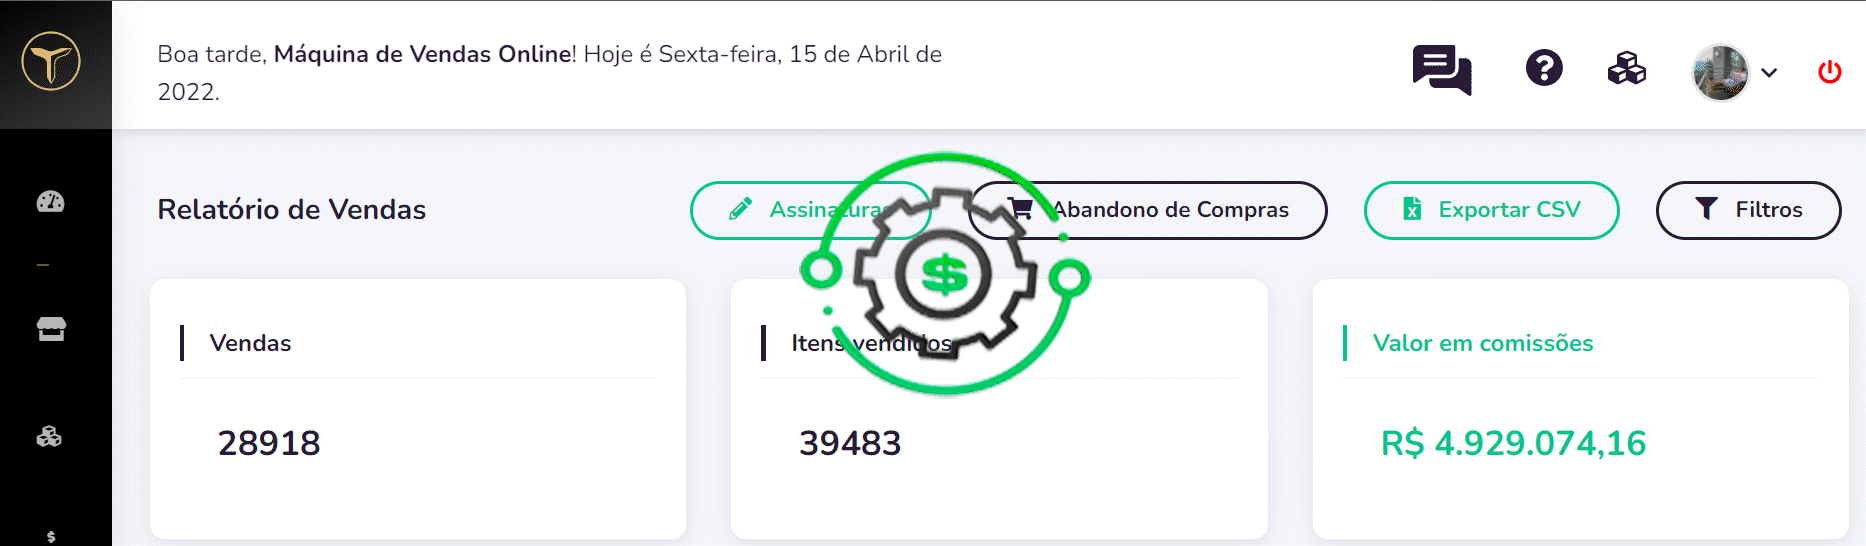 Boa tarde, Máquina de Vendas Online! Hoje é Sexta-feira, 15 de Abril de
2022.
Relatório de Vendas
Assinaturas
Abandono de Compras
Exportar CSV
Filtros
Vendas
Itens vendidos
Valor em comissões
28918
39483
R$ 4.929.074,16